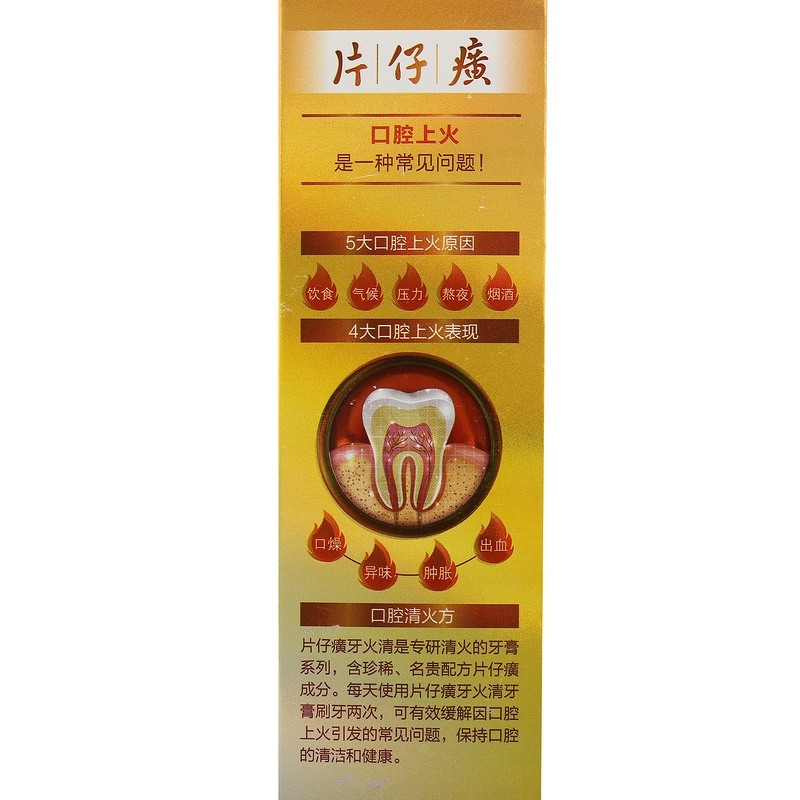 片仔癀
口腔上火
是一种常见问题！
5大口腔上火原因
饮食 气候 压力 熬夜 烟酒
4大口腔上火表现
口燥 异味 肿胀 出血
口腔清火方
片仔癀牙火清是专研清火的牙膏
系列，含珍稀、名贵配方片仔癀
成分。每天使用片仔癀牙火清牙
膏刷牙两次，可有效缓解因口腔
上火引发的常见问题，保持口腔
的清洁和健康。